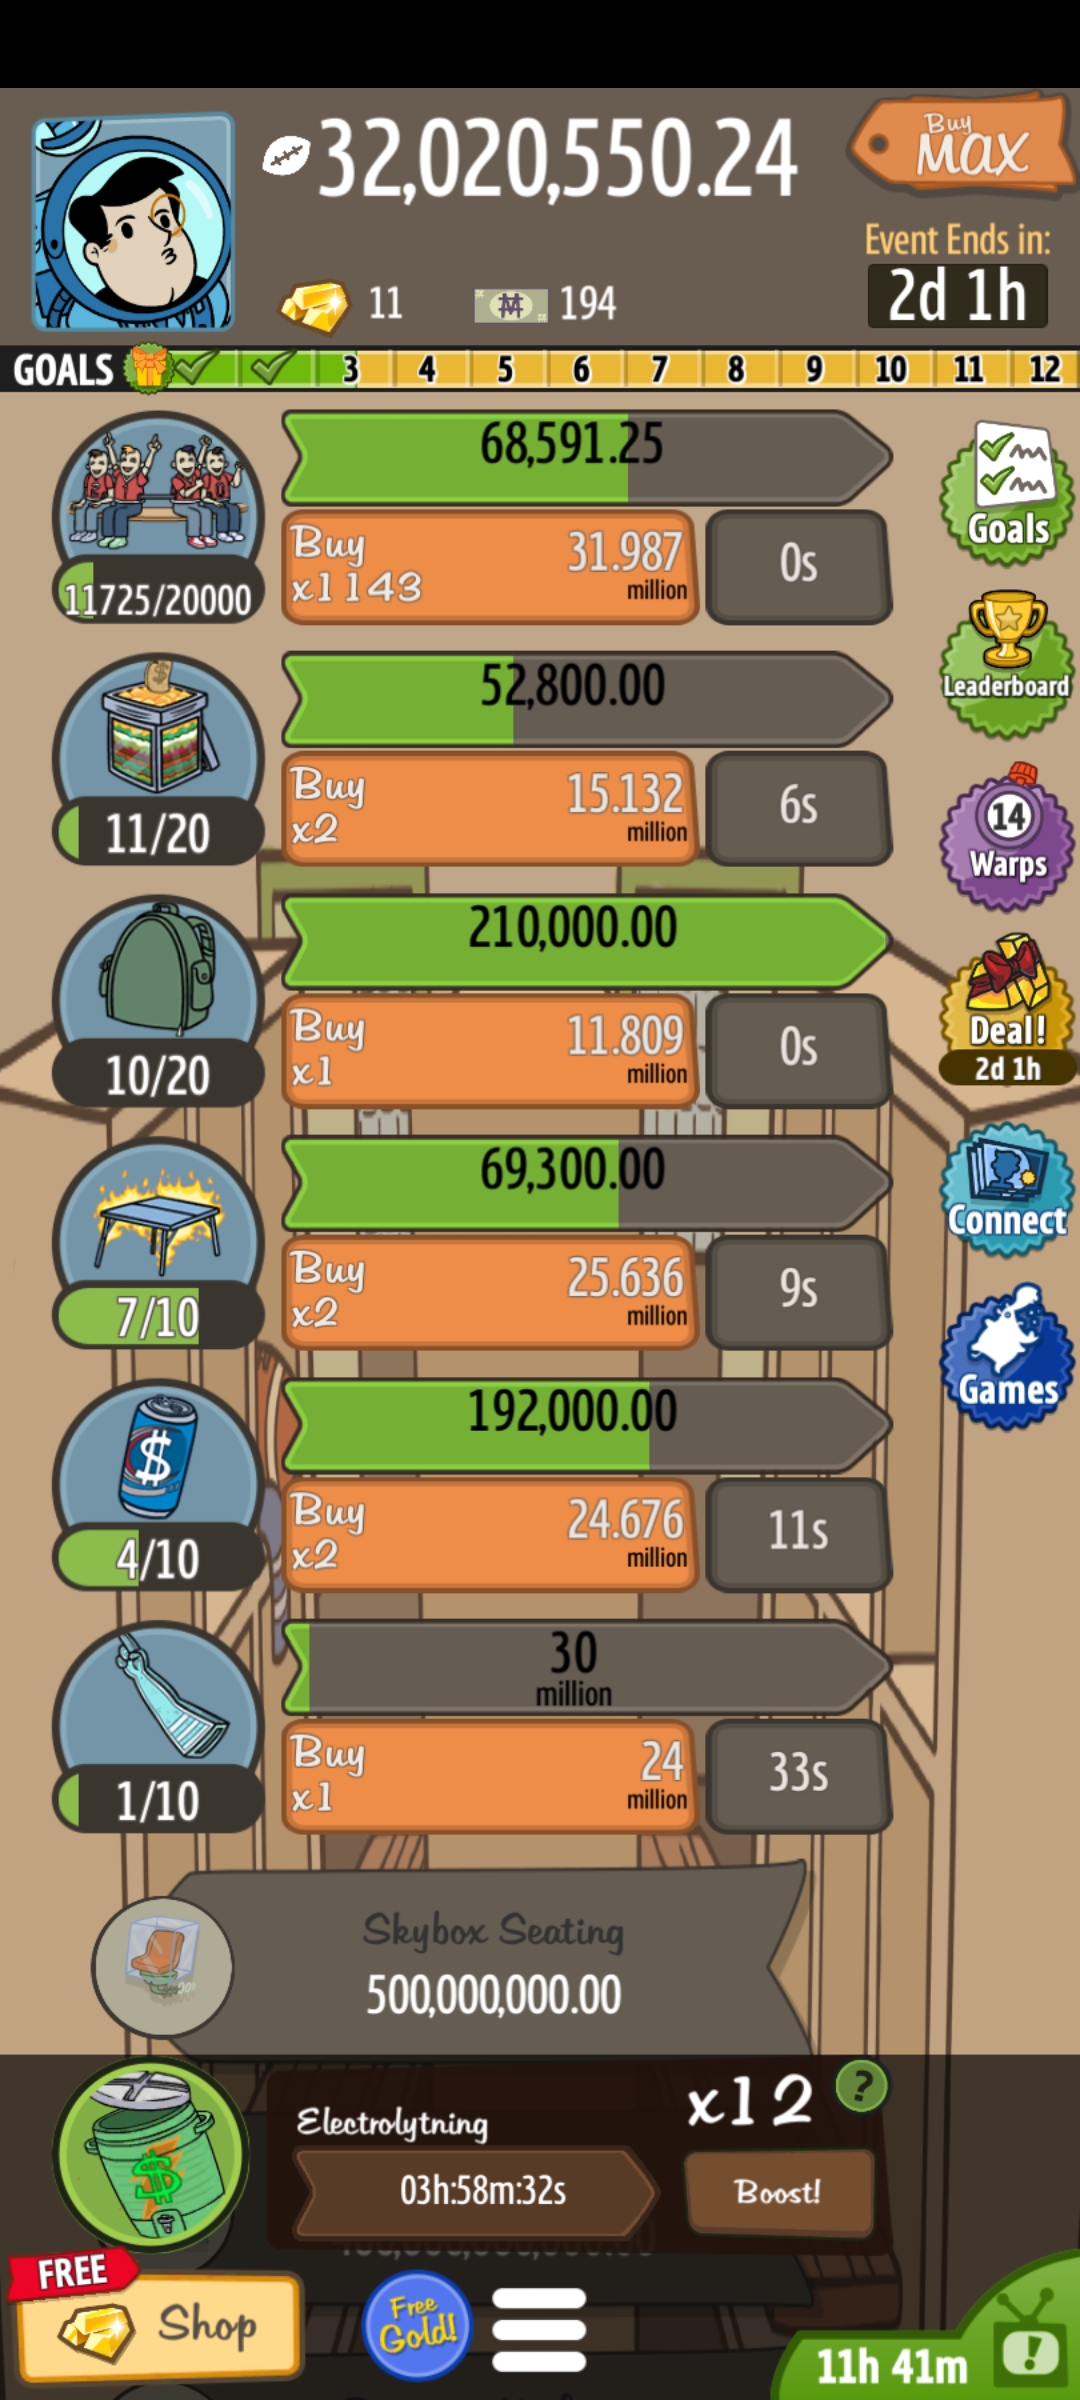 32,020,550.24
Buy
MAX
Event Ends in:
2d 1h
11
194
GOALS 3 4 5 6 7 8 9 10 11 12
68,591.25
Buy
x1143
31.987
million
0s
11725/20000
Goals
52,800.00
Buy
x2
15.132
million
6s
11/20
Leaderboard
210,000.00
Buy
x1
11.809
million
0s
10/20
14
Warps
Deal!
2d 1h
69,300.00
Buy
x2
25.636
million
9s
7/10
Connect
192,000.00
Buy
x2
24.676
million
11s
4/10
Games
30
million
Buy
x1
24
million
33s
1/10
Skybox Seating
500,000,000.00
Electrolytning
x12
?
03h:58m:32s
Boost!
FREE
Shop
Free
Gold!
11h 41m